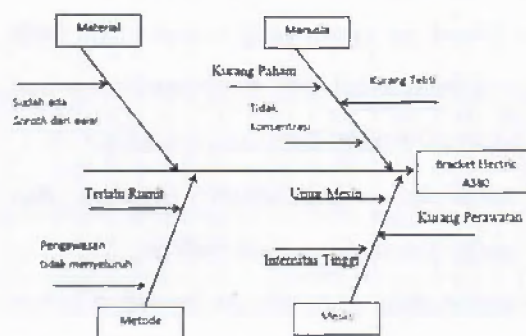 Material
Manusia
Kurang Paham
Kurang Teliti
Sudah ada
Scratch dari awal
Tidak
Konsentrasi
Bracket Electric
A380
Terlalu Rumit
Umur Mesin
Kurang Perawatan
Pengawasan
tidak menyeluruh
Intensitas Tinggi
Metode
Mesin